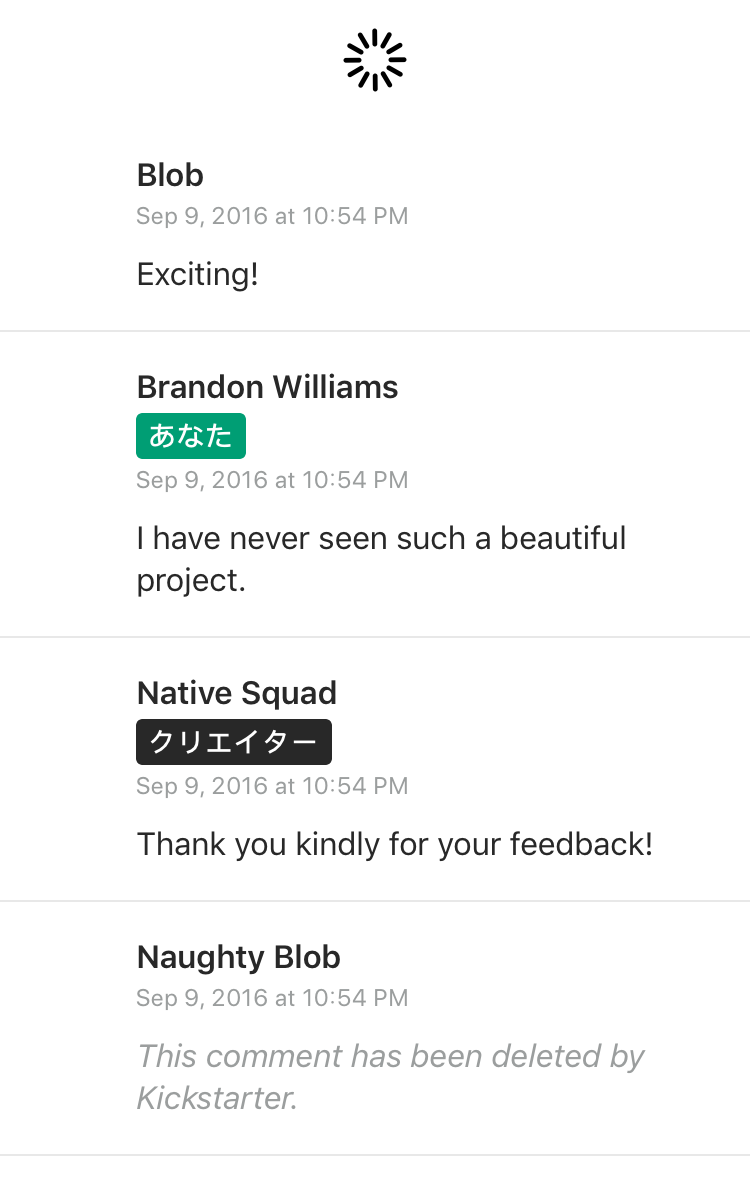 Blob
Sep 9, 2016 at 10:54 PM
Exciting!
Brandon Williams
あなた
Sep 9, 2016 at 10:54 PM
I have never seen such a beautiful
project.
Native Squad
クリエイター
Sep 9, 2016 at 10:54 PM
Thank you kindly for your feedback!
Naughty Blob
Sep 9, 2016 at 10:54 PM
This comment has been deleted by
Kickstarter.